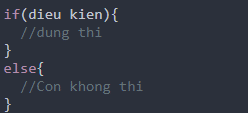 if(dieu kien){
  //dung thi
}
else{
  //Con khong thi
}